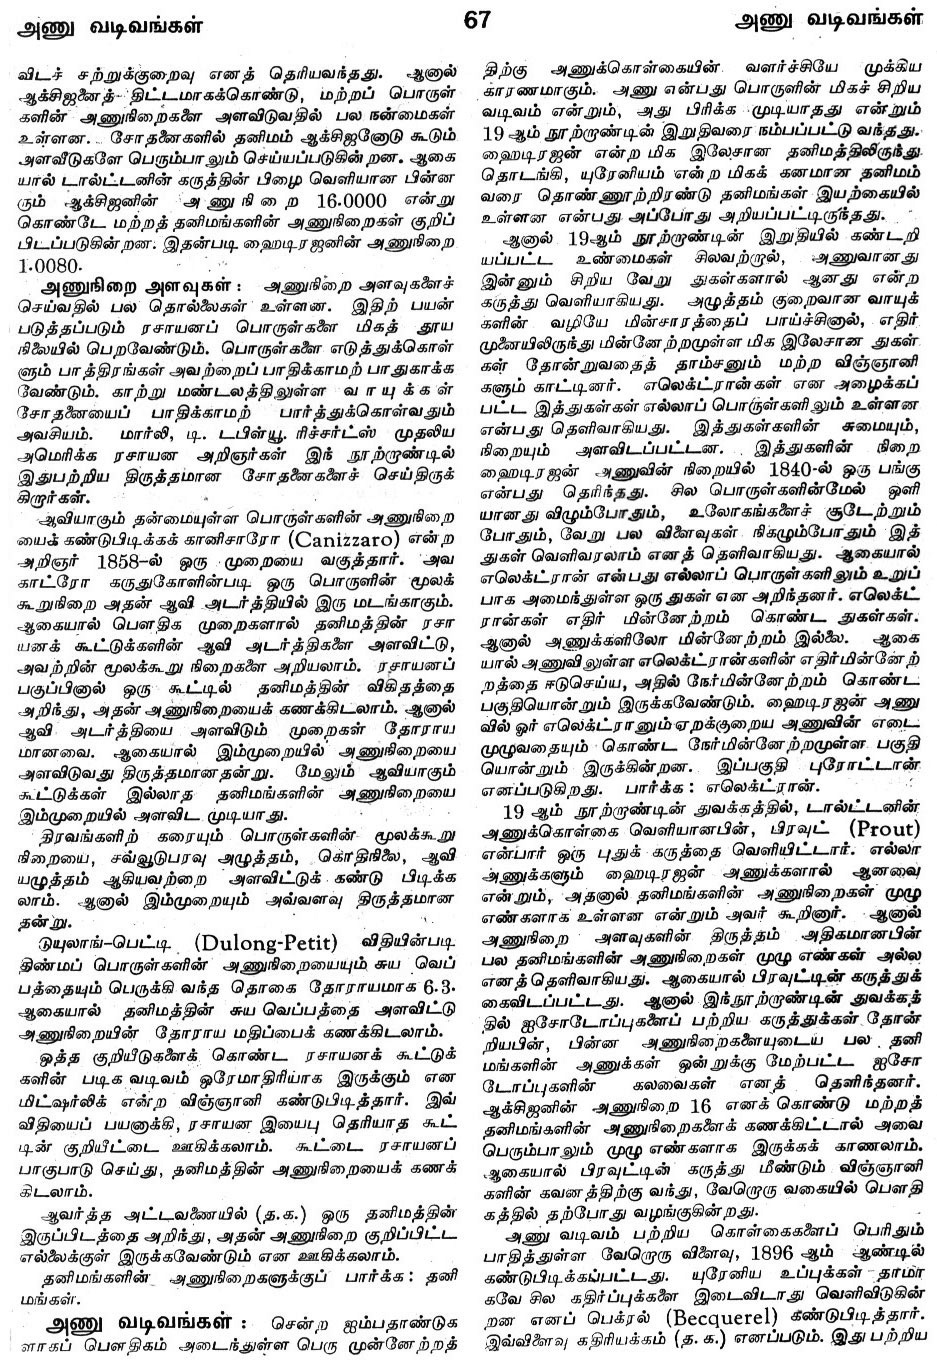 அணு வடிவங்கள்
67
அணு வடிவங்கள்
விடச் சற்றுக்குறைவு எனத் தெரியவந்தது. ஆனால்
ஆக்சிஜனைத் திட்டமாகக்கொண்டு, மற்றப் பொருள்
களின் அணுநிறைகளை அளவிடுவதில் பல நன்மைகள்
உள்ளன. சோதனைகளில் தனிமம் ஆக்சிஜனோடு கூடும்
அளவீடுகளே பெரும்பாலும் செய்யப்படுகின்றன. ஆகை
யால் டால்ட்டனின் கருத்தின் பிழை வெளியான பின்ன
ரும் ஆக்சிஜனின் அணுநிறை 16.0000 என்று
கொண்டே மற்றத் தனிமங்களின் அணுநிறைகள் குறிப்
பிடப்படுகின்றன. இதன்படி ஹைடிரஜனின் அணுநிறை
1.0080.
அணுநிறை அளவுகள் : அணுநிறை அளவுகளைச்
செய்வதில் பல தொல்லைகள் உள்ளன. இதிற் பயன்
படுத்தப்படும் ரசாயனப் பொருள்களை மிகத் தூய
நிலையில் பெறவேண்டும். பொருள்களை எடுத்துக்கொள்
ளும் பாத்திரங்கள் அவற்றைப் பாதிக்காமற் பாதுகாக்க
வேண்டும். காற்று மண்டலத்திலுள்ள வாயுக்கள்
சோதனையைப் பாதிக்காமற் பார்த்துக்கொள்வதும்
அவசியம். மார்லி, டி. டபிள்யூ. ரிச்சர்ட்ஸ் முதலிய
அமெரிக்க ரசாயன அறிஞர்கள் இந் நூற்றுண்டில்
இதுபற்றிய திருத்தமான சோதனைகளைச் செய்திருக்
கிறார்கள்.
ஆவியாகும் தன்மையுள்ள பொருள்களின் அணுநிறை
யைக் கண்டுபிடிக்கக் கானிசாரோ (Canizzaro) என்ற
அறிஞர் 1858-ல் ஒரு முறையை வகுத்தார். அவ
காட்ரோ கருதுகோளின்படி ஒரு பொருளின் மூலக்
கூறுநிறை அதன் ஆவி அடர்த்தியில் இரு மடங்காகும்.
ஆகையால் பௌதிக முறைகளால் தனிமத்தின் ரசா
யனக் கூட்டுக்களின் ஆவி அடர்த்திகளை அளவிட்டு,
அவற்றின் மூலக்கூறு நிறைகளை அறியலாம். ரசாயனப்
பகுப்பினால் ஒரு கூட்டில் தனிமத்தின் விகிதத்தை
அறிந்து, அதன் அணுநிறையைக் கணக்கிடலாம். ஆனால்
ஆவி அடர்த்தியை அளவிடும் முறைகள் தோராய
மானவை. ஆகையால் இம்முறையில் அணுநிறையை
அளவிடுவது திருத்தமானதன்று. மேலும் ஆவியாகும்
கூட்டுக்கள் இல்லாத தனிமங்களின் அணுநிறையை
இம்முறையில் அளவிட முடியாது.
திரவங்களிற் கரையும் பொருள்களின் மூலக்கூறு
நிறையை, சவ்வூடுபரவு அழுத்தம், கொதிநிலை, ஆவி
யழுத்தம் ஆகியவற்றை அளவிட்டுக் கண்டு பிடிக்க
லாம். ஆனால் இம்முறையும் அவ்வளவு திருத்தமான
தன்று.
டுயுலாங்-பெட்டி (Dulong-Petit) விதியின்படி
திண்மப் பொருள்களின் அணுநிறையையும் சுய வெப்
பத்தையும் பெருக்கி வந்த தொகை தோராயமாக 6.3.
ஆகையால் தனிமத்தின் சுய வெப்பத்தை அளவிட்டு
அணுநிறையின் தோராய மதிப்பைக் கணக்கிடலாம்.
ஒத்த குறியீடுகளைக் கொண்ட ரசாயனக் கூட்டுக்
களின் படிக வடிவம் ஒரேமாதிரியாக இருக்கும் என
மிட்ஷர்லிக் என்ற விஞ்ஞானி கண்டுபிடித்தார். இவ்
விதியைப் பயனாக்கி, ரசாயன இயைபு தெரியாத கூட்
டின் குறியீட்டை ஊகிக்கலாம். கூட்டை ரசாயனப்
பாகுபாடு செய்து, தனிமத்தின் அணுநிறையைக் கணக்
கிடலாம்.
ஆவர்த்த அட்டவணையில் (த.க.) ஒரு தனிமத்தின்
இருப்பிடத்தை அறிந்து, அதன் அணுநிறை குறிப்பிட்ட
எல்லைக்குள் இருக்கவேண்டும் என ஊகிக்கலாம்.
தனிமங்களின் அணுநிறைகளுக்குப் பார்க்க : தனி
மங்கள்.
அணு வடிவங்கள் : சென்ற ஐம்பதாண்டுக
ளாகப் பௌதிகம் அடைந்துள்ள பெரு முன்னேற்றத்
திற்கு அணுக்கொள்கையின் வளர்ச்சியே முக்கிய
காரணமாகும். அணு என்பது பொருளின் மிகச் சிறிய
வடிவம் என்றும், அது பிரிக்க முடியாதது என்றும்
19 ஆம் நூற்றாண்டின் இறுதிவரை நம்பப்பட்டு வந்தது.
ஹைடிரஜன் என்ற மிக இலேசான தனிமத்திலிருந்து
தொடங்கி, யுரேனியம் என்ற மிகக் கனமான தனிமம்
வரை தொண்ணூற்றிரண்டு தனிமங்கள் இயற்கையில்
உள்ளன என்பது அப்போது அறியப்பட்டிருந்தது.
ஆனால் 19ஆம் நூற்றாண்டின் இறுதியில் கண்டறி
யப்பட்ட உண்மைகள் சிலவற்றால், அணுவானது
இன்னும் சிறிய வேறு துகள்களால் ஆனது என்ற
கருத்து வெளியாகியது. அழுத்தம் குறைவான வாயுக்
களின் வழியே மின்சாரத்தைப் பாய்ச்சினால், எதிர்
முனையிலிருந்து மின்னேற்றமுள்ள மிக இலேசான துகள்
கள் தோன்றுவதைத் தாம்சனும் மற்ற விஞ்ஞானி
களும் காட்டினர். எலெக்ட்ரான்கள் என அழைக்கப்
பட்ட இத்துகள்கள் எல்லாப் பொருள்களிலும் உள்ளன
என்பது தெளிவாகியது. இத்துகள்களின் சுமையும்,
நிறையும் அளவிடப்பட்டன. இத்துகளின் நிறை
ஹைடிரஜன் அணுவின் நிறையில் 1840-ல் ஒரு பங்கு
என்பது தெரிந்தது. சில பொருள்களின்மேல் ஒளி
யானது விழும்போதும், உலோகங்களைச் சூடேற்றும்
போதும், வேறு பல விளைவுகள் நிகழும்போதும் இத்
துகள் வெளிவரலாம் எனத் தெளிவாகியது. ஆகையால்
எலெக்ட்ரான் என்பது எல்லாப் பொருள்களிலும் உறுப்
பாக அமைந்துள்ள ஒரு துகள் என அறிந்தனர். எலெக்ட்
ரான்கள் எதிர் மின்னேற்றம் கொண்ட துகள்கள்.
ஆனால் அணுக்களிலோ மின்னேற்றம் இல்லை. ஆகை
யால் அணுவிலுள்ள எலெக்ட்ரான்களின் எதிர்மின்னேற்
றத்தை ஈடுசெய்ய, அதில் நேர்மின்னேற்றம் கொண்ட
பகுதியொன்றும் இருக்கவேண்டும். ஹைடிரஜன் அணு
வில் ஓர் எலெக்ட்ரானும் ஏறக்குறைய அணுவின் எடை
முழுவதையும் கொண்ட நேர்மின்னேற்றமுள்ள பகுதி
யொன்றும் இருக்கின்றன. இப்பகுதி புரோட்டான்
எனப்படுகிறது. பார்க்க : எலெக்ட்ரான்.
19 ஆம் நூற்றாண்டின் துவக்கத்தில், டால்ட்டனின்
அணுக்கொள்கை வெளியானபின், பிரவுட் (Prout)
என்பார் ஒரு புதுக் கருத்தை வெளியிட்டார். எல்லா
அணுக்களும் ஹைடிரஜன் அணுக்களால் ஆனவை
என்றும், அதனால் தனிமங்களின் அணுநிறைகள் முழு
எண்களாக உள்ளன என்றும் அவர் கூறினார். ஆனால்
அணுநிறை அளவுகளின் திருத்தம் அதிகமானபின்
பல தனிமங்களின் அணுநிறைகள் முழு எண்கள் அல்ல
எனத் தெளிவாகியது. ஆகையால் பிரவுட்டின் கருத்துக்
கைவிடப்பட்டது. ஆனால் இந்நூற்றாண்டின் துவக்கத்
தில் ஐசோடோப்புகளைப் பற்றிய கருத்துக்கள் தோன்
றியபின், பின்ன அணுநிறைகளையுடைய பல தனி
மங்களின் அணுக்கள் ஒன்றுக்கு மேற்பட்ட ஐசோ
டோப்புகளின் கலவைகள் எனத் தெளிந்தனர்.
ஆக்சிஜனின் அணுநிறை 16 எனக் கொண்டு மற்றத்
தனிமங்களின் அணுநிறைகளைக் கணக்கிட்டால் அவை
பெரும்பாலும் முழு எண்களாக இருக்கக் காணலாம்.
ஆகையால் பிரவுட்டின் கருத்து மீண்டும் விஞ்ஞானி
களின் கவனத்திற்கு வந்து, வேறொரு வகையில் பௌதி
கத்தில் தற்போது வழங்குகின்றது.
அணு வடிவம் பற்றிய கொள்கைகளைப் பெரிதும்
பாதித்துள்ள வேறொரு விளைவு, 1896 ஆம் ஆண்டில்
கண்டுபிடிக்கப்பட்டது. யுரேனிய உப்புக்கள் தாமா
கவே சில கதிர்ப்புக்களை இடைவிடாது வெளிவிடுகின்
றன எனப் பெக்ரல் (Becquerel) கண்டுபிடித்தார்.
இவ்விளைவு கதிரியக்கம் (த.க.) எனப்படும். இது பற்றிய